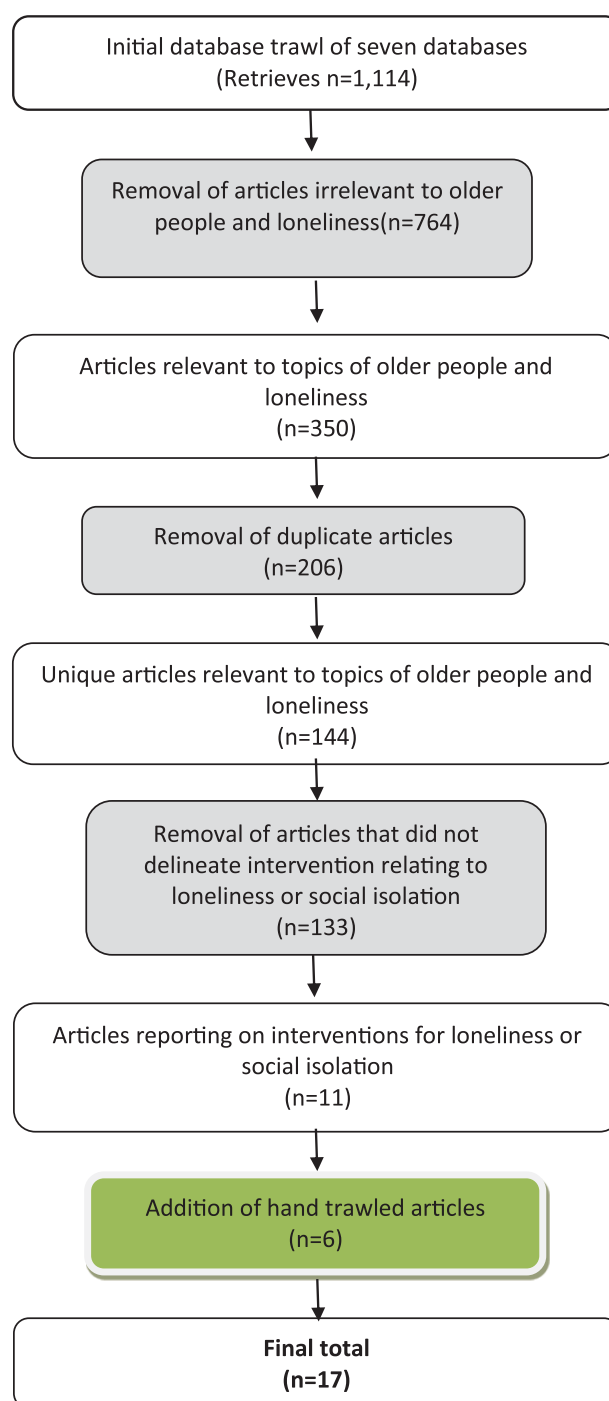 Initial database trawl of seven databases
(Retrieves n=1,114)
Removal of articles irrelevant to older
people and loneliness(n=764)
Articles relevant to topics of older people and
loneliness
(n=350)
Removal of duplicate articles
(n=206)
Unique articles relevant to topics of older people and
loneliness
(n=144)
Removal of articles that did not
delineate intervention relating to
loneliness or social isolation
(n=133)
Articles reporting on interventions for loneliness or
social isolation
(n=11)
Addition of hand trawled articles
(n=6)
Final total
(n=17)